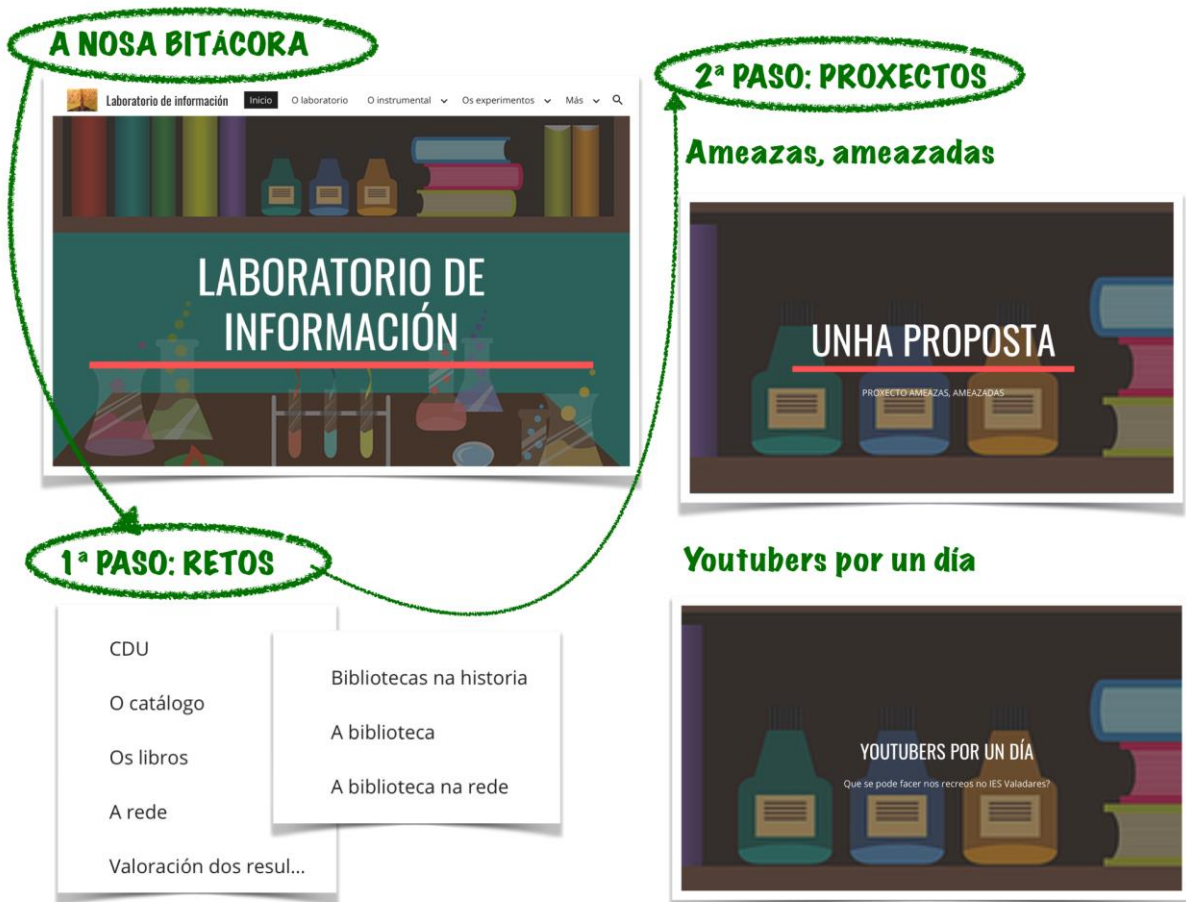 A NOSA BITÁCORA
Laboratorio de información Inicio O laboratorio O instrumental Os experimentos Más
LABORATORIO DE
INFORMACIÓN
1ª PASO: RETOS
CDU
O catálogo
Os libros
A rede
Valoración dos resul...
Bibliotecas na historia
A biblioteca
A biblioteca na rede
2ª PASO: PROXECTOS
Ameazas, ameazadas
UNHA PROPOSTA
PROXECTO AMEAZAS, AMEAZADAS
Youtubers por un día
YOUTUBERS POR UN DÍA
Que se pode facer nos recreos no IES Valadares?